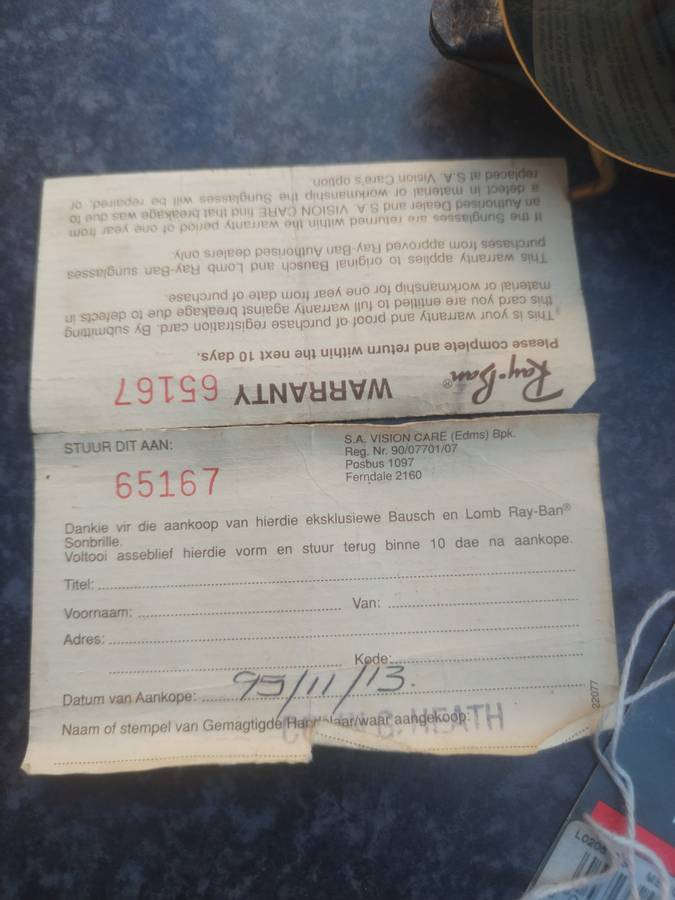 Ray-Ban® WARRANTY 65167
Please complete and return within the next 10 days.
This is your warranty and proof of purchase registration card. By submitting
this card you are entitled to full warranty against breakage due to defects in
material or workmanship for one year from date of purchase.
This warranty applies to original Bausch and Lomb Ray-Ban sunglasses
purchases from approved Ray-Ban Authorised dealers only.
If the Sunglasses are returned within the warranty period of one year from
an Authorised Dealer and S.A. VISION CARE find that breakage was due to
a defect in material or workmanship the Sunglasses will be repaired, or
replaced at S.A. Vision Care's option.
STUUR DIT AAN:
65167
S.A. VISION CARE (Edms) Bpk.
Reg. Nr. 90/07701/07
Posbus 1097
Ferndale 2160
Dankie vir die aankoop van hierdie eksklusiewe Bausch en Lomb Ray-Ban®
Sonbrille.
Voltooi asseblief hierdie vorm en stuur terug binne 10 dae na aankope.
Titel:
Voornaam: Van:
Adres:
Kode:
Datum van Aankope: 95/11/13.
Naam of stempel van Gemagtigde Handelaar/waar aangekoop:
G. HEATH
22077